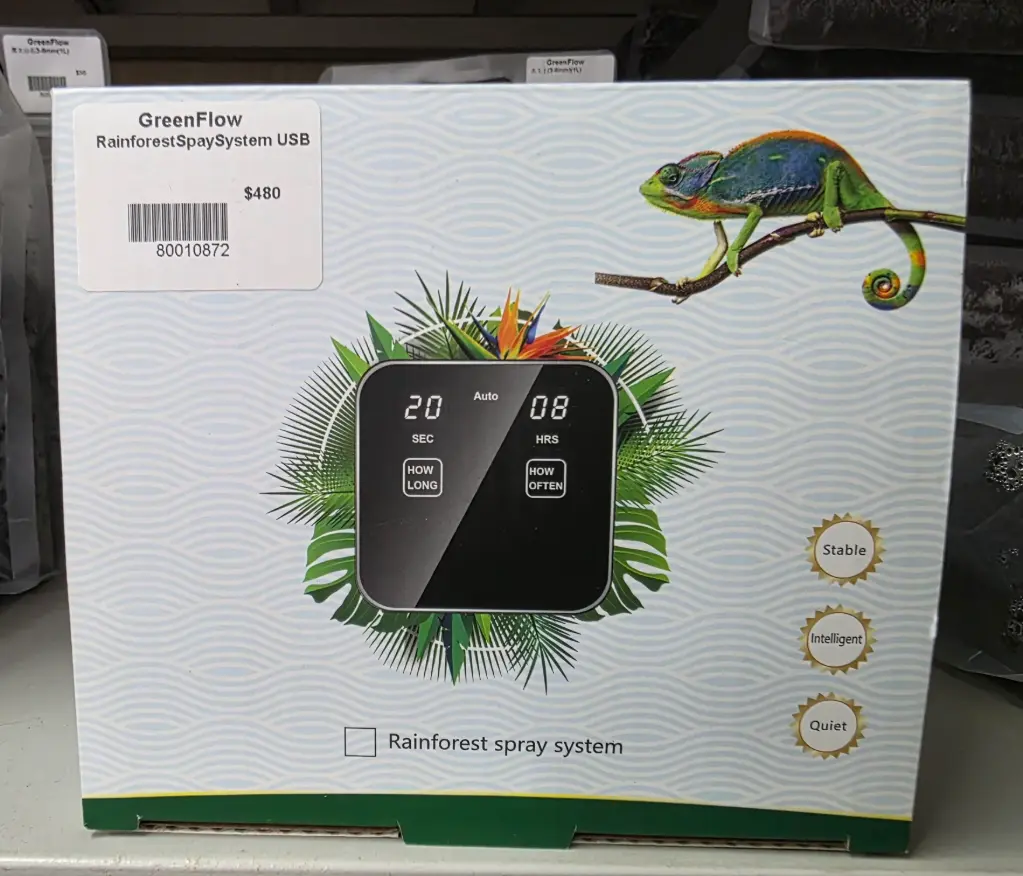 GreenFlow
GreenFlow
GreenFlow
RainforestSpaySystem USB
$480
80010872
20
Auto
08
SEC
HRS
HOW
LONG
HOW
OFTEN
Stable
Intelligent
Quiet
Rainforest spray system